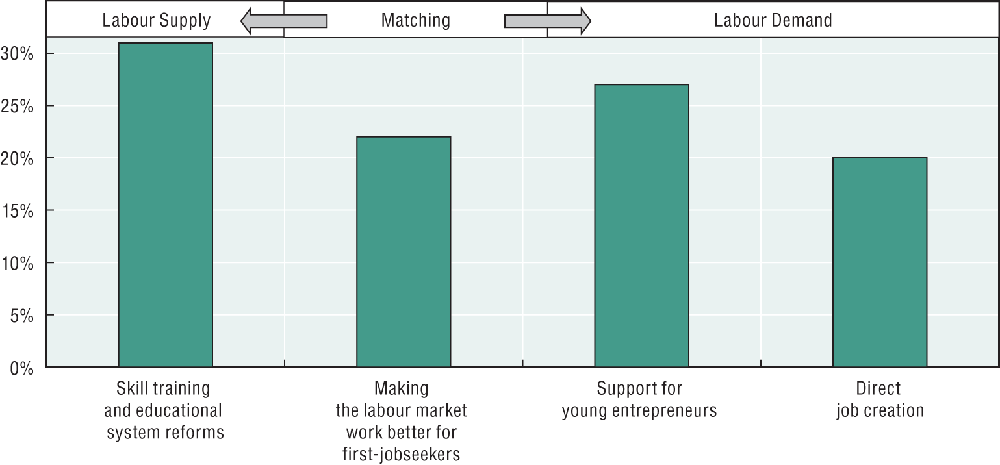 Labour Supply
Matching
Labour Demand
30%
25%
20%
15%
10%
5%
0%
Skill training
and educational
system reforms
Making
the labour market
work better for
first-jobseekers
Support for
young entrepreneurs
Direct
job creation